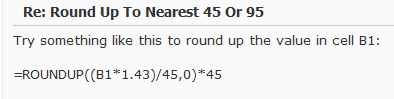 Re: Round Up To Nearest 45 Or 95
Try something like this to round up the value in cell B1:
=ROUNDUP((B1*1.43)/45,0)*45